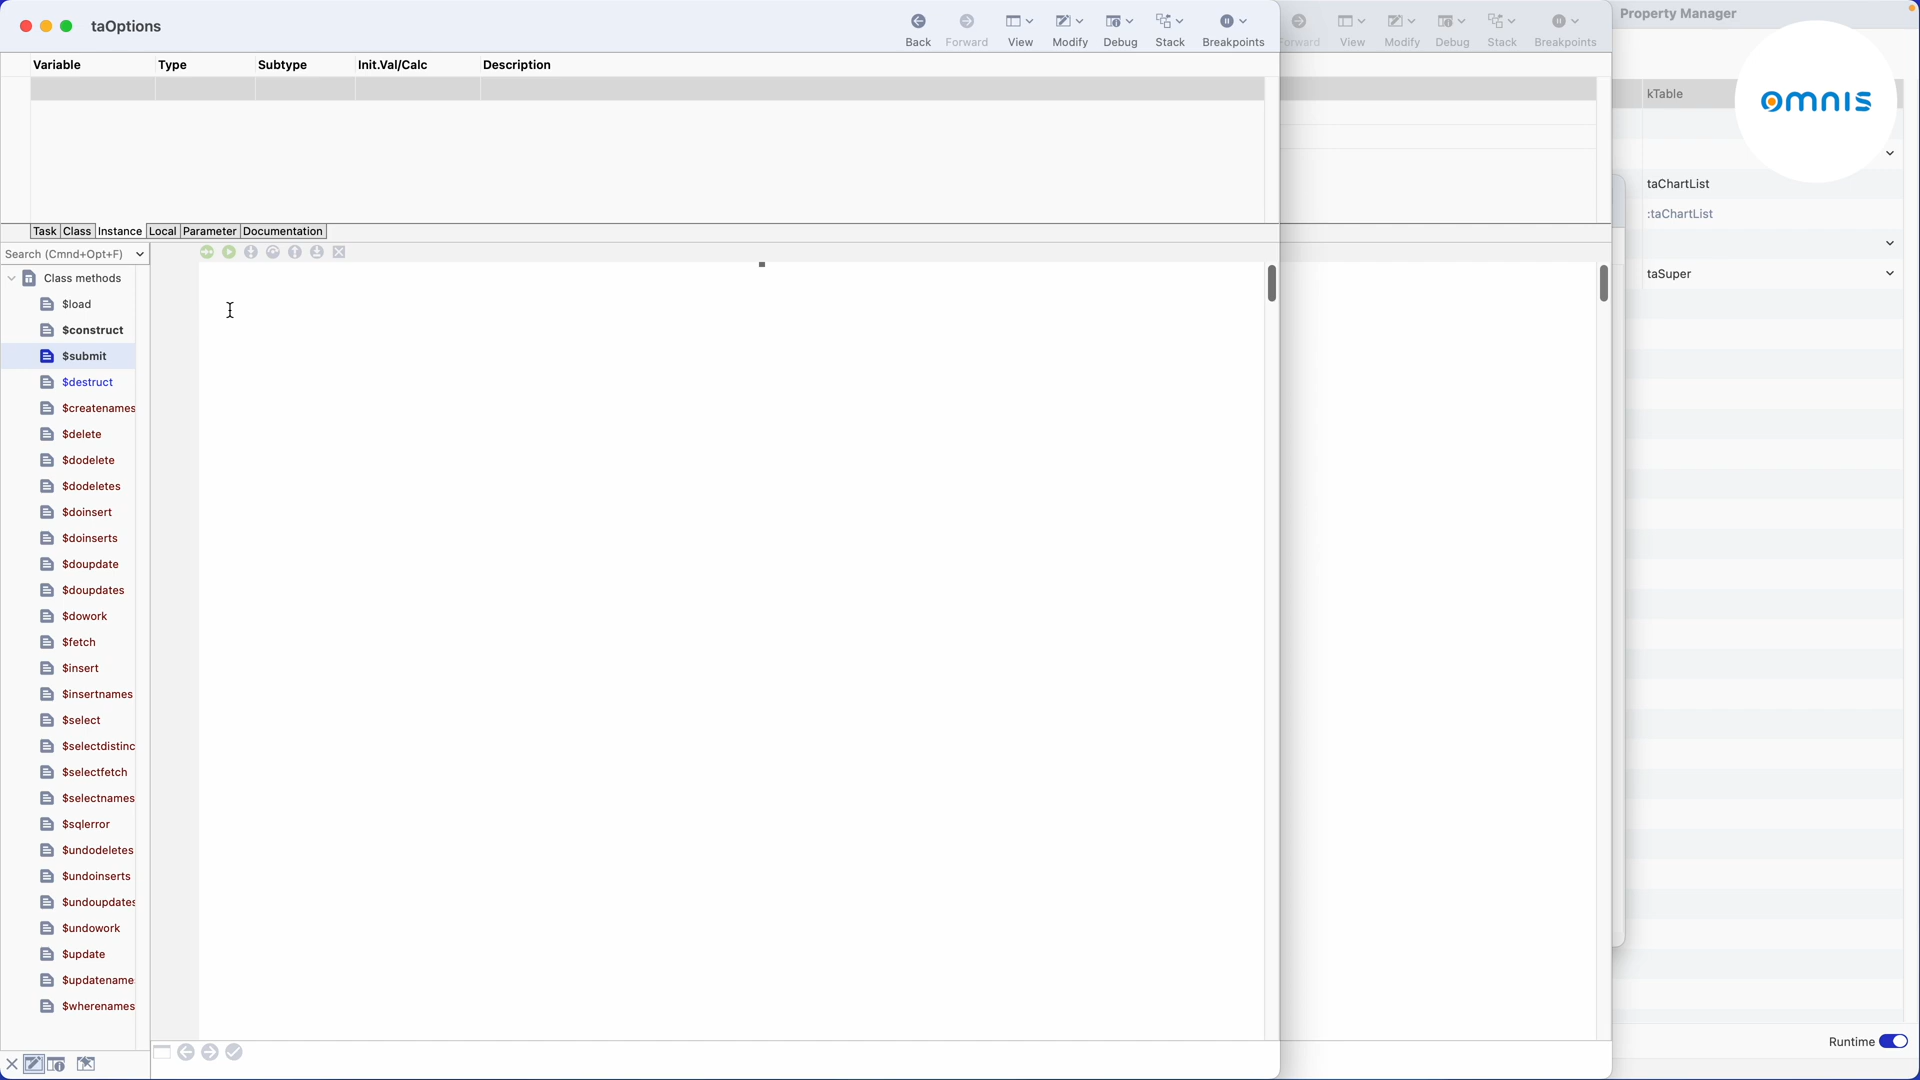 taOptions
Back Forward View Modify Debug Stack Breakpoints
orward View Modify Debug Stack Breakpoints
Property Manager
Variable Type Subtype Init.Val/Calc Description
kTable
omnis
taChartList
:taChartList
taSuper
Task Class Instance Local Parameter Documentation
Search (Cmnd+Opt+F)
Class methods
$load
$construct
$submit
$destruct
$createnames
$delete
$dodelete
$dodeletes
$doinsert
$doinserts
$doupdate
$doupdates
$dowork
$fetch
$insert
$insertnames
$select
$selectdistinc
$selectfetch
$selectnames
$sqlerror
$undodeletes
$undoinserts
$undoupdates
$undowork
$update
$updatename
$wherenames
Runtime